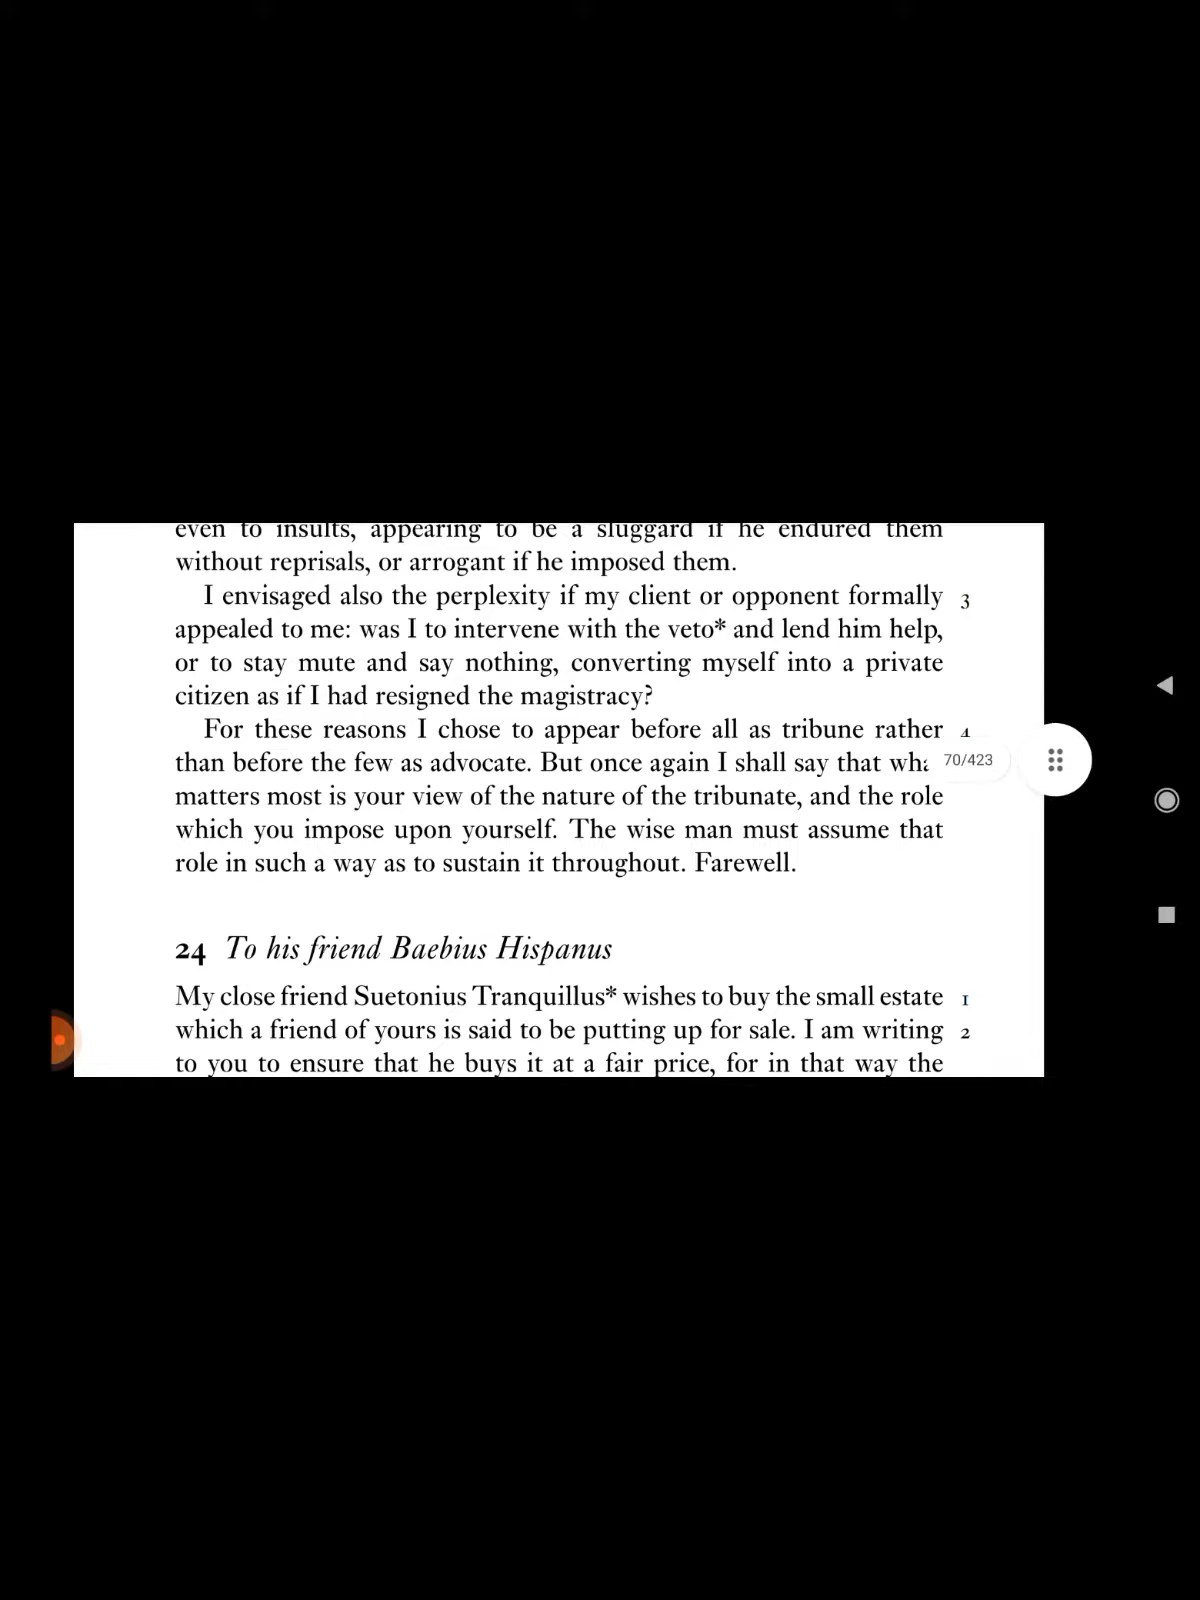 even to insults, appearing to be a sluggard if he endured them
without reprisals, or arrogant if he imposed them.
I envisaged also the perplexity if my client or opponent formally 3
appealed to me: was I to intervene with the veto* and lend him help,
or to stay mute and say nothing, converting myself into a private
citizen as if I had resigned the magistracy?
For these reasons I chose to appear before all as tribune rather 4
than before the few as advocate. But once again I shall say that 70/423
matters most is your view of the nature of the tribunate, and the role
which you impose upon yourself. The wise man must assume that
role in such a way as to sustain it throughout. Farewell.
24 To his friend Baebius Hispanus
My close friend Suetonius Tranquillus* wishes to buy the small estate 1
which a friend of yours is said to be putting up for sale. I am writing 2
to you to ensure that he buys it at a fair price, for in that way the